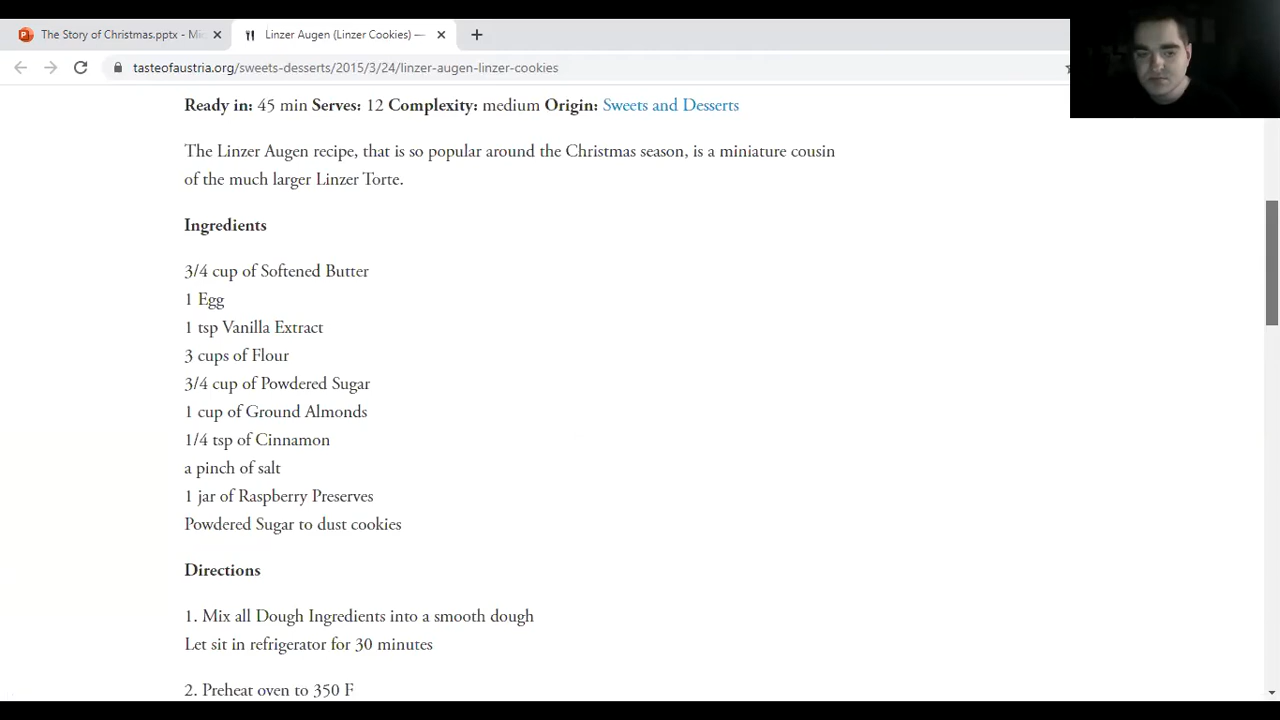 The Story of Christmas.pptx - Mi
Linzer Augen (Linzer Cookies) —
tasteofaustria.org/sweets-desserts/2015/3/24/linzer-augen-linzer-cookies
Ready in: 45 min Serves: 12 Complexity: medium Origin: Sweets and Desserts
The Linzer Augen recipe, that is so popular around the Christmas season, is a miniature cousin
of the much larger Linzer Torte.
Ingredients
3/4 cup of Softened Butter
1 Egg
1 tsp Vanilla Extract
3 cups of Flour
3/4 cup of Powdered Sugar
1 cup of Ground Almonds
1/4 tsp of Cinnamon
a pinch of salt
1 jar of Raspberry Preserves
Powdered Sugar to dust cookies
Directions
1. Mix all Dough Ingredients into a smooth dough
Let sit in refrigerator for 30 minutes
2. Preheat oven to 350 F